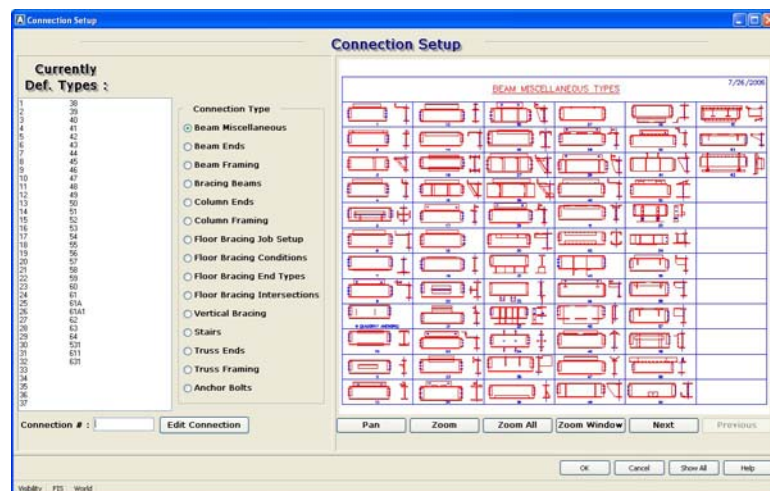 Connection Setup
Connection Setup
Currently
Def. Types :
1 38
2 39
3 40
4 41
5 42
6 43
7 44
8 45
9 46
10 47
11 48
12 49
13 50
14 51
15 52
16 53
17 54
18 55
19 56
20 57
21 58
22 59
23 60
24 61
25 61A
26 61A1
27 62
28 63
29 64
30 531
31 611
32 631
33
34
35
36
37
Connection # :
Edit Connection
Connection Type
Beam Miscellaneous
Beam Ends
Beam Framing
Bracing Beams
Column Ends
Column Framing
Floor Bracing Job Setup
Floor Bracing Conditions
Floor Bracing End Types
Floor Bracing Intersections
Vertical Bracing
Stairs
Truss Ends
Truss Framing
Anchor Bolts
BEAM MISCELLANEOUS TYPES
7/26/2006
Pan
Zoom
Zoom All
Zoom Window
Next
Previous
OK
Cancel
Show All
Help
Visibility FIS World